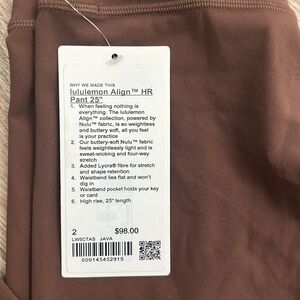 WHY WE MADE THIS
lululemon Align™ HR
Pant 25"
1. When feeling nothing is
everything. The lululemon
Align™ collection, powered by
Nulu™ fabric, is so weightless
and buttery soft, all you feel
is your practice
2. Our buttery-soft Nulu™ fabric
feels weightlessly light and is
sweat-wicking and four-way
stretch
3. Added Lycra® fibre for stretch
and shape retention
4. Waistband lies flat and won't
dig in
5. Waistband pocket holds your key
or card
6. High rise, 25" length
2 $98.00
LW5CTAS JAVA
000145452915